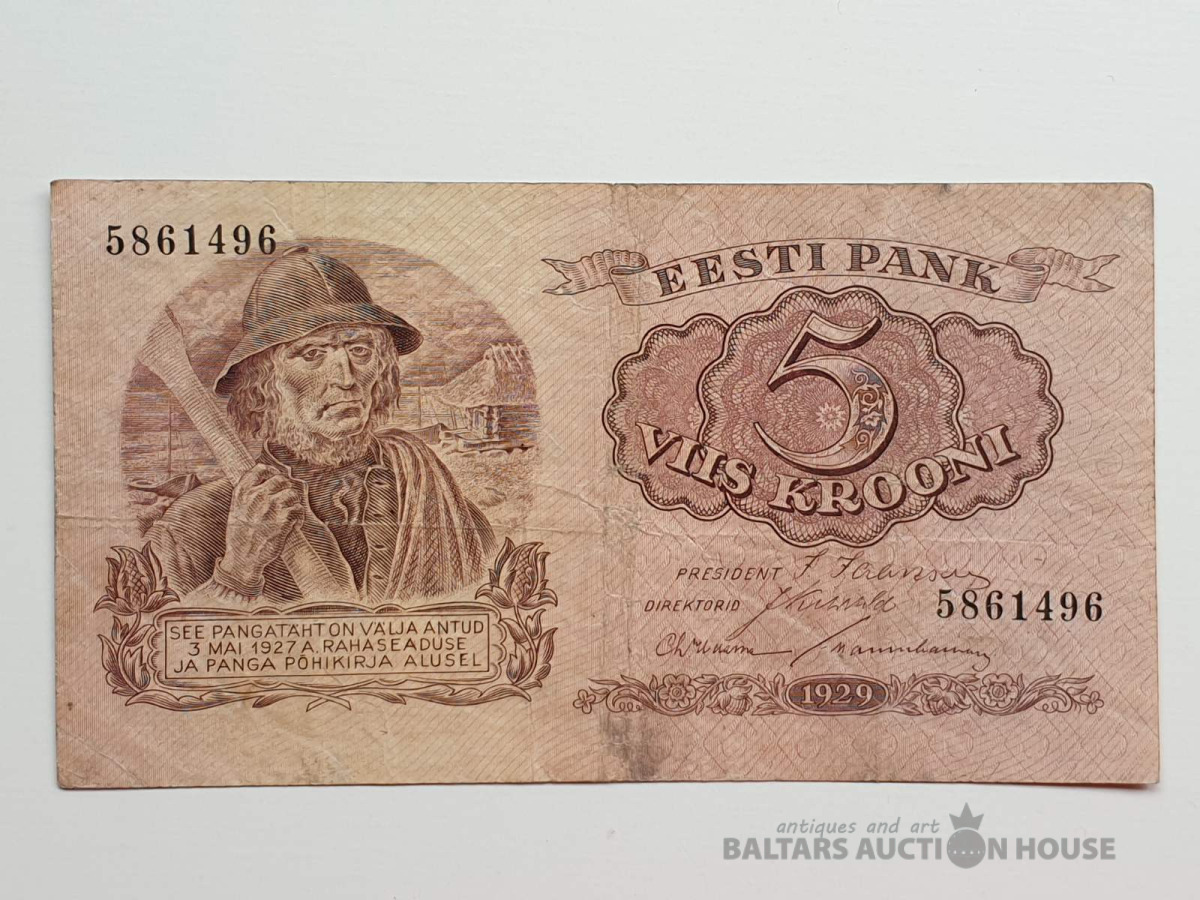 5861496
EESTI PANK
5
VIIS KROONI
PRESIDENT
DIREKTORID
5861496
SEE PANGATÄHT ON VÄLJA ANTUD
3 MAI 1927 A. RAHASEADUSE
JA PANGA PÕHIKIRJA ALUSEL
1929
antiques and art
BALTARS AUCTION HOUSE